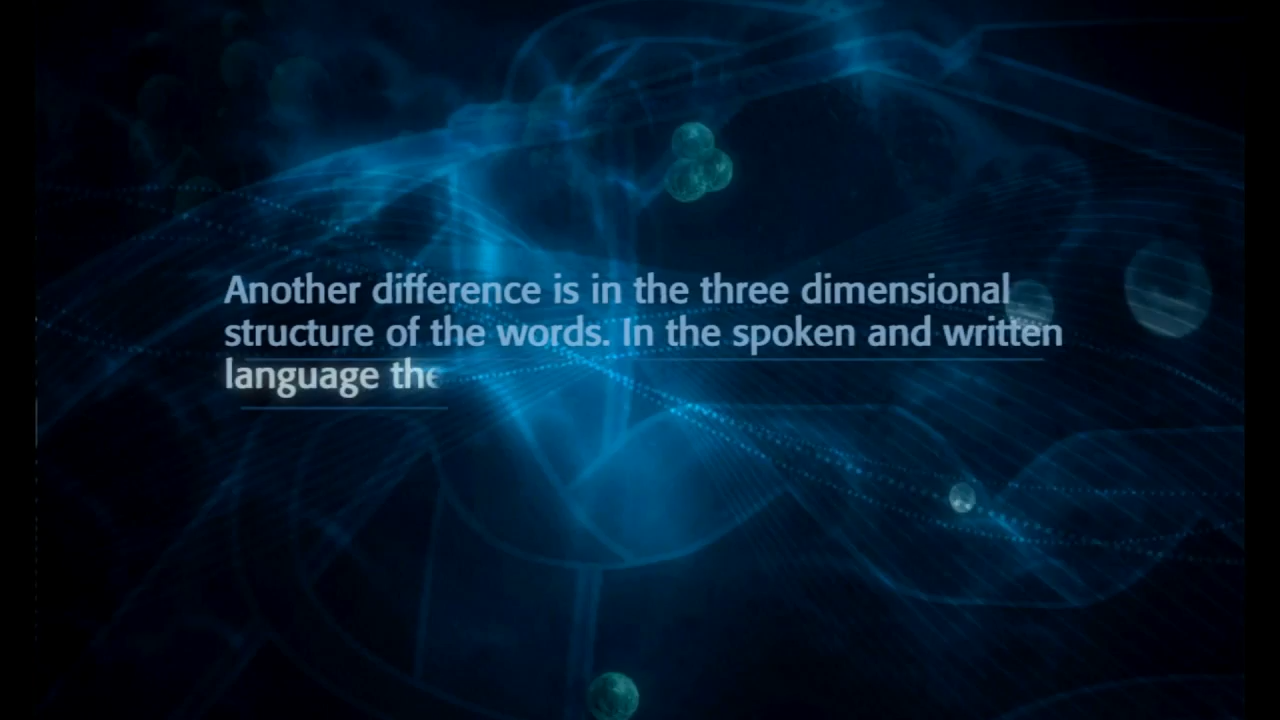 Another difference is in the three dimensional
structure of the words. In the spoken and written
language the